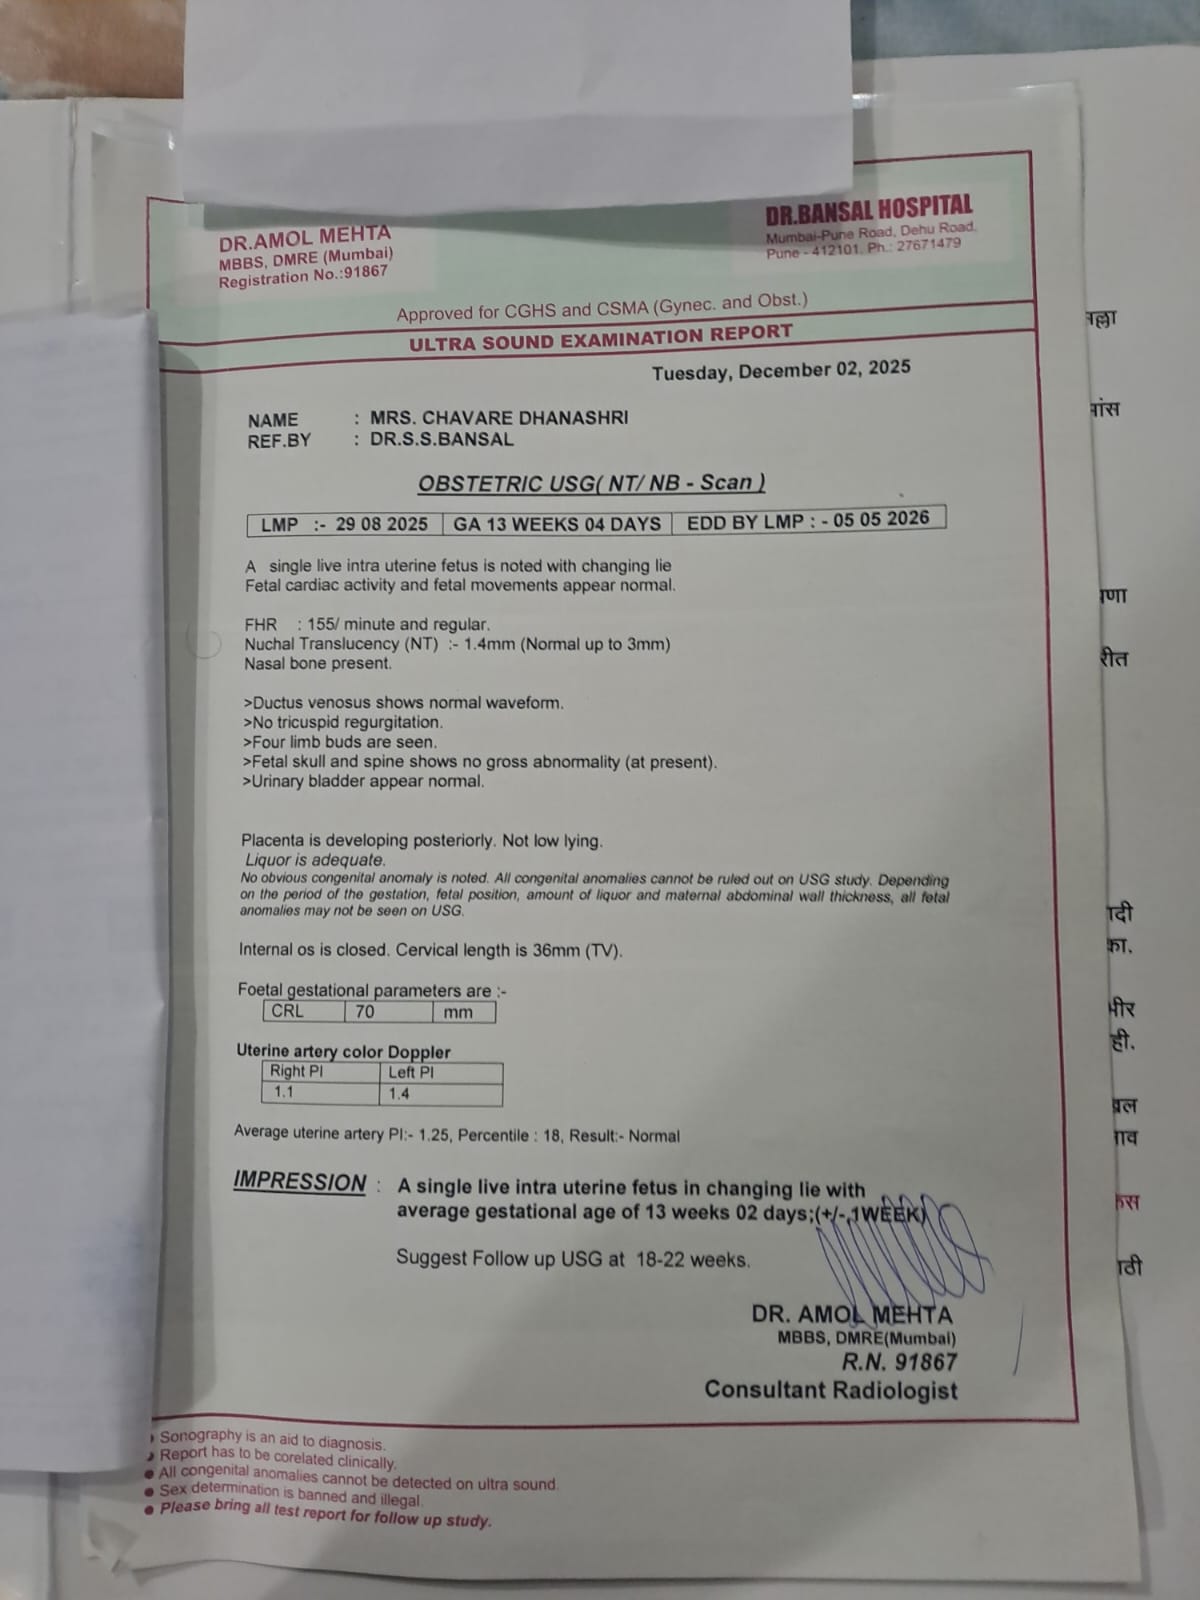 DR.AMOL MEHTA
MBBS, DMRE (Mumbai)
Registration No.:91867
DR.BANSAL HOSPITAL
Mumbai-Pune Road, Dehu Road,
Pune - 412101. Ph.: 27671479
Approved for CGHS and CSMA (Gynec. and Obst.)
ULTRA SOUND EXAMINATION REPORT
Tuesday, December 02, 2025
NAME : MRS. CHAVARE DHANASHRI
REF.BY : DR.S.S.BANSAL
OBSTETRIC USG( NT/ NB - Scan )
LMP :- 29 08 2025 GA 13 WEEKS 04 DAYS EDD BY LMP : - 05 05 2026
A single live intra uterine fetus is noted with changing lie
Fetal cardiac activity and fetal movements appear normal.
FHR : 155/ minute and regular.
Nuchal Translucency (NT) :- 1.4mm (Normal up to 3mm)
Nasal bone present.
>Ductus venosus shows normal waveform.
>No tricuspid regurgitation.
>Four limb buds are seen.
>Fetal skull and spine shows no gross abnormality (at present).
>Urinary bladder appear normal.
Placenta is developing posteriorly. Not low lying.
Liquor is adequate.
No obvious congenital anomaly is noted. All congenital anomalies cannot be ruled out on USG study. Depending
on the period of the gestation, fetal position, amount of liquor and maternal abdominal wall thickness, all fetal
anomalies may not be seen on USG.
Internal os is closed. Cervical length is 36mm (TV).
Foetal gestational parameters are :-
CRL 70 mm
Uterine artery color Doppler
Right PI Left PI
1.1 1.4
Average uterine artery PI:- 1.25, Percentile : 18, Result:- Normal
IMPRESSION : A single live intra uterine fetus in changing lie with
average gestational age of 13 weeks 02 days;(+/- 1WEEK)
Suggest Follow up USG at 18-22 weeks.
DR. AMOL MEHTA
MBBS, DMRE(Mumbai)
R.N. 91867
Consultant Radiologist
Sonography is an aid to diagnosis.
Report has to be corelated clinically.
● All congenital anomalies cannot be detected on ultra sound.
● Sex determination is banned and illegal.
● Please bring all test report for follow up study.